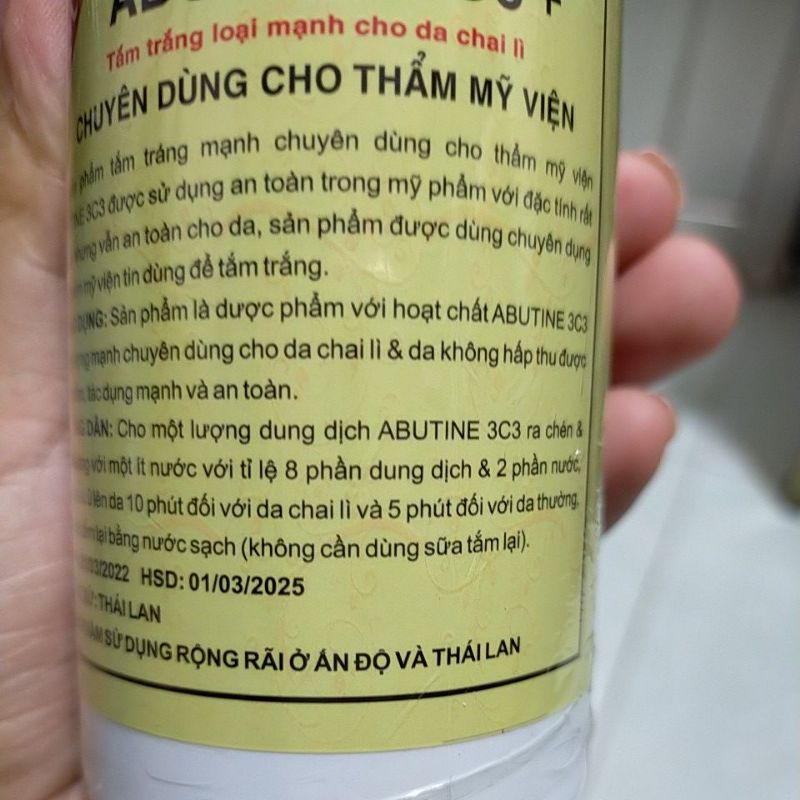 Tắm trắng loại mạnh cho da chai lì
CHUYÊN DÙNG CHO THẨM MỸ VIỆN
phẩm tắm tráng mạnh chuyên dùng cho thẩm mỹ viện
3C3 được sử dụng an toàn trong mỹ phẩm với đặc tính rất
nhưng vẫn an toàn cho da, sản phẩm được dùng chuyên dụng
mỹ viện tin dùng để tắm trắng.
DỤNG: Sản phẩm là dược phẩm với hoạt chất ABUTINE 3C3
mạnh chuyên dùng cho da chai lì & da không hấp thu được
tác dụng mạnh và an toàn.
DẪN: Cho một lượng dung dịch ABUTINE 3C3 ra chén &
với một ít nước với tỉ lệ 8 phần dung dịch & 2 phần nước,
lên da 10 phút đối với da chai lì và 5 phút đối với da thường,
lại bằng nước sạch (không cần dùng sữa tắm lại).
03/2022 HSD: 01/03/2025
THÁI LAN
SỬ DỤNG RỘNG RÃI Ở ẤN ĐỘ VÀ THÁI LAN